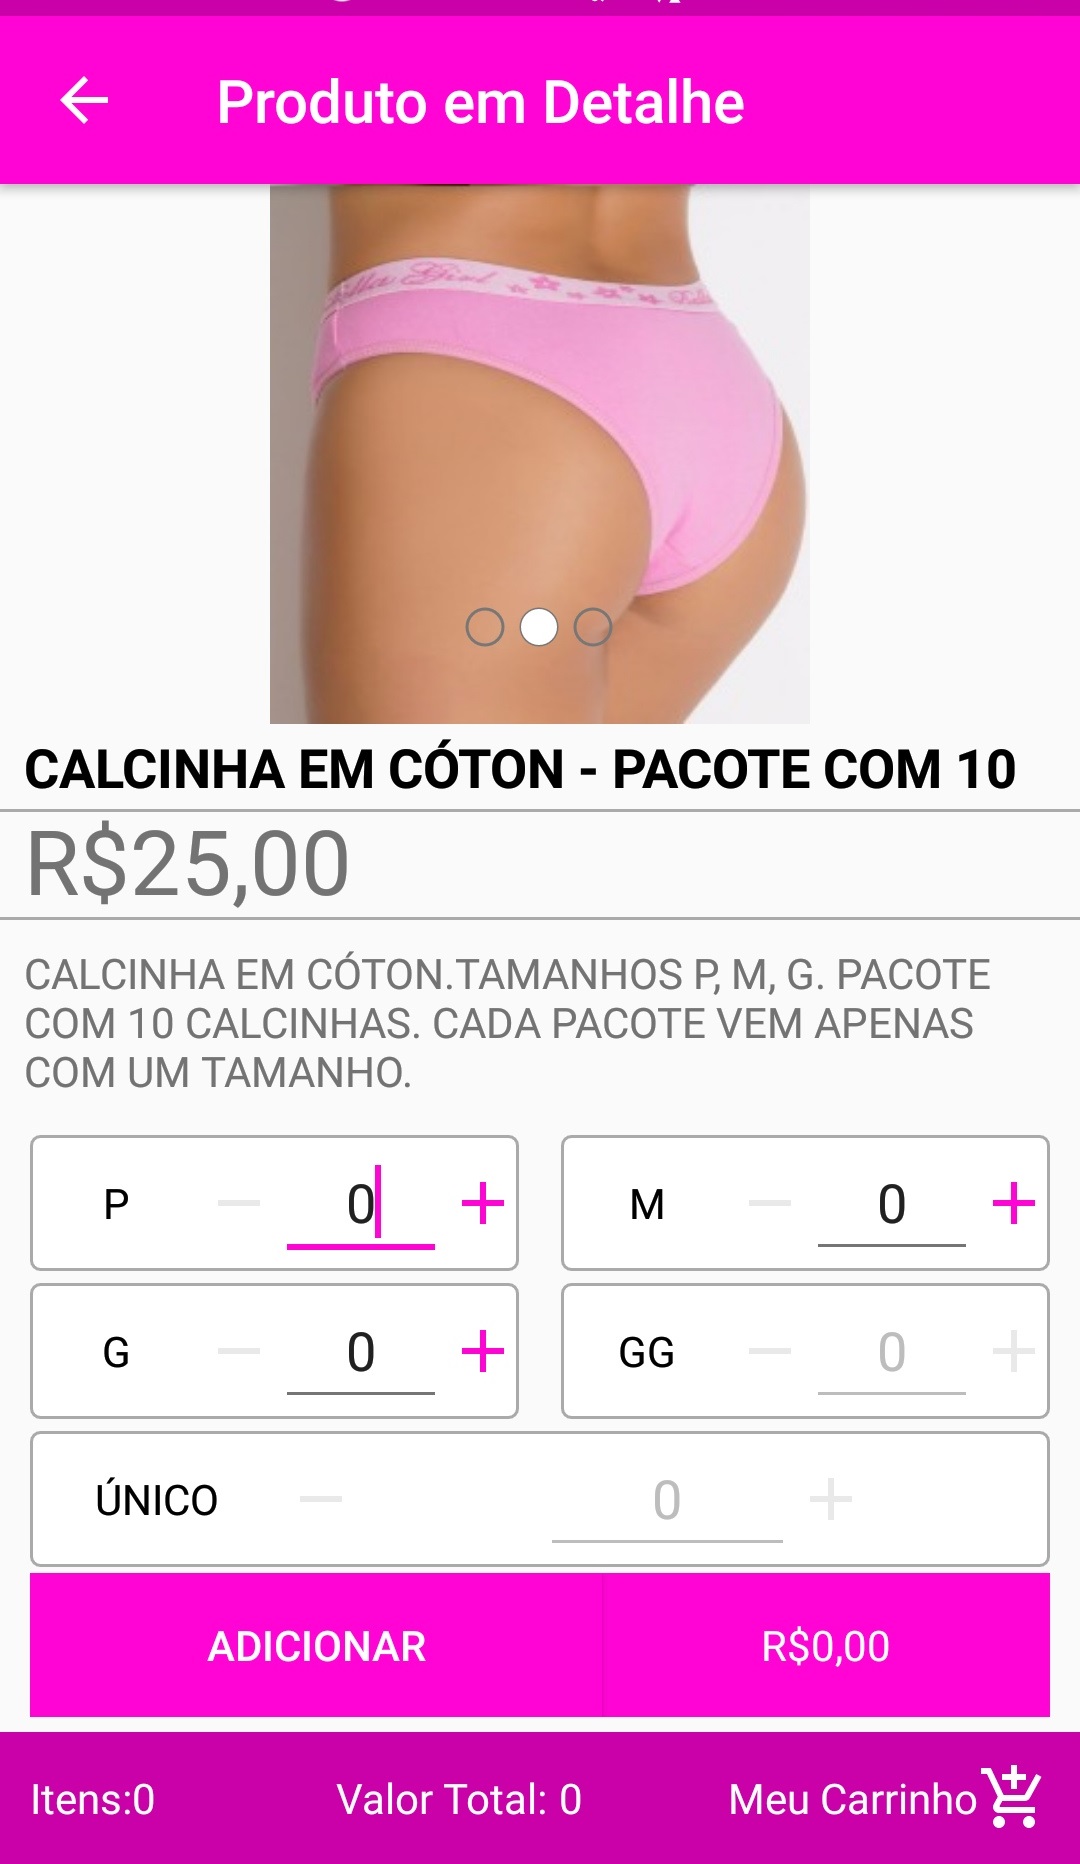 Produto em Detalhe
CALCINHA EM CÓTON - PACOTE COM 10
R$25,00
CALCINHA EM CÓTON.TAMANHOS P, M, G. PACOTE
COM 10 CALCINHAS. CADA PACOTE VEM APENAS
COM UM TAMANHO.
P 0 M 0
G 0 GG 0
ÚNICO 0
ADICIONAR R$0,00
Itens:0 Valor Total: 0 Meu Carrinho